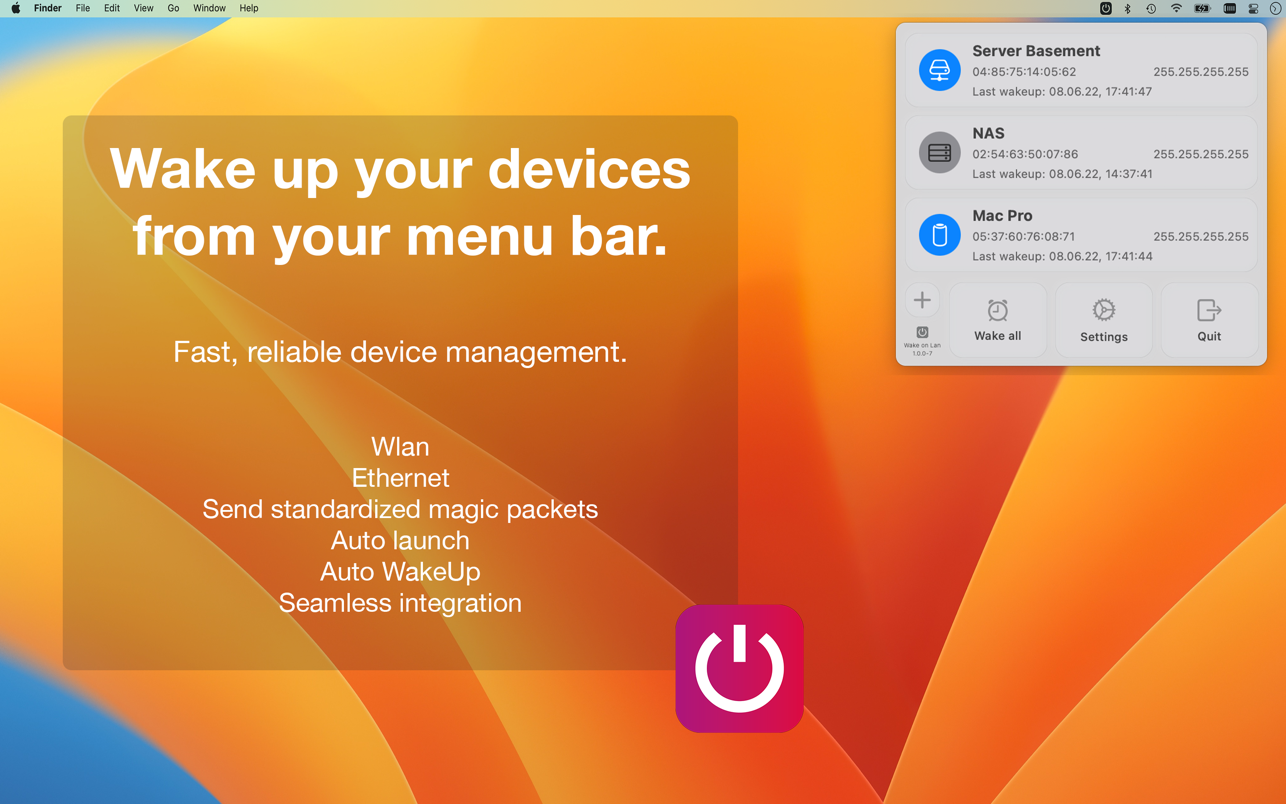 Finder File Edit View Go Window Help
Wake up your devices
from your menu bar.
Fast, reliable device management.
Wlan
Ethernet
Send standardized magic packets
Auto launch
Auto WakeUp
Seamless integration
Server Basement
04:85:75:14:05:62 255.255.255.255
Last wakeup: 08.06.22, 17:41:47
NAS
02:54:63:50:07:86 255.255.255.255
Last wakeup: 08.06.22, 14:37:41
Mac Pro
05:37:60:76:08:71 255.255.255.255
Last wakeup: 08.06.22, 17:41:44
Wake all Settings Quit
Wake on Lan
1.0.0-7